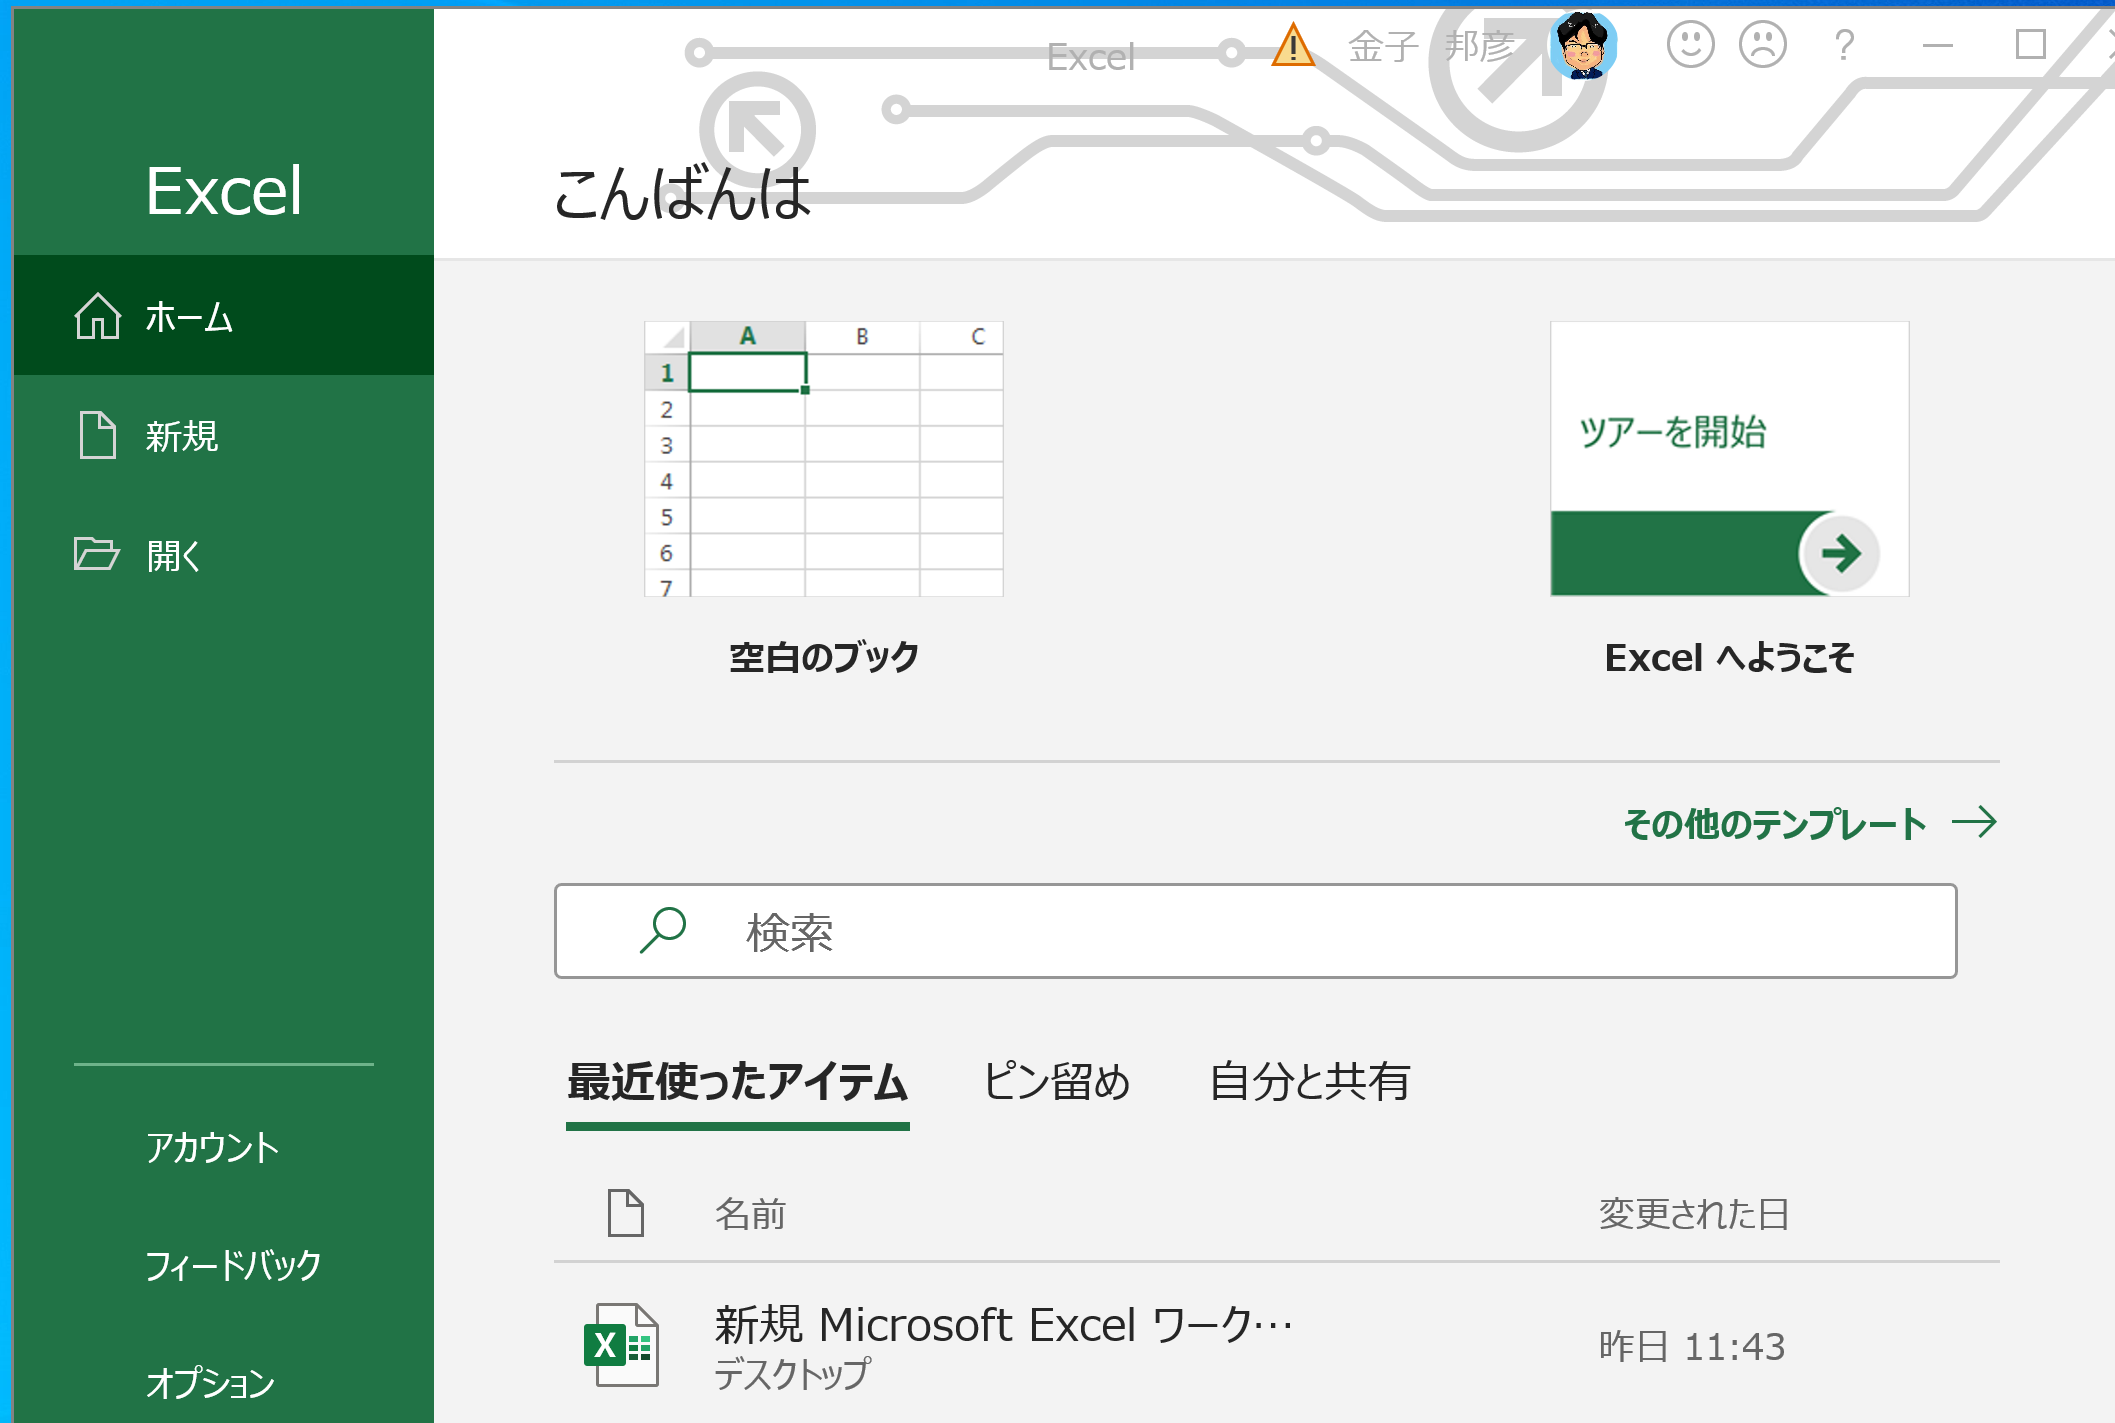 Excel
金子 邦彦
?
Excel
ホーム
新規
開く
アカウント
フィードバック
オプション
こんばんは
A B C
1
2
3
4
5
6
7
空白のブック
ツアーを開始
Excel へようこそ
その他のテンプレート
検索
最近使ったアイテム ピン留め 自分と共有
名前 変更された日
X
新規 Microsoft Excel ワーク…
デスクトップ
昨日 11:43